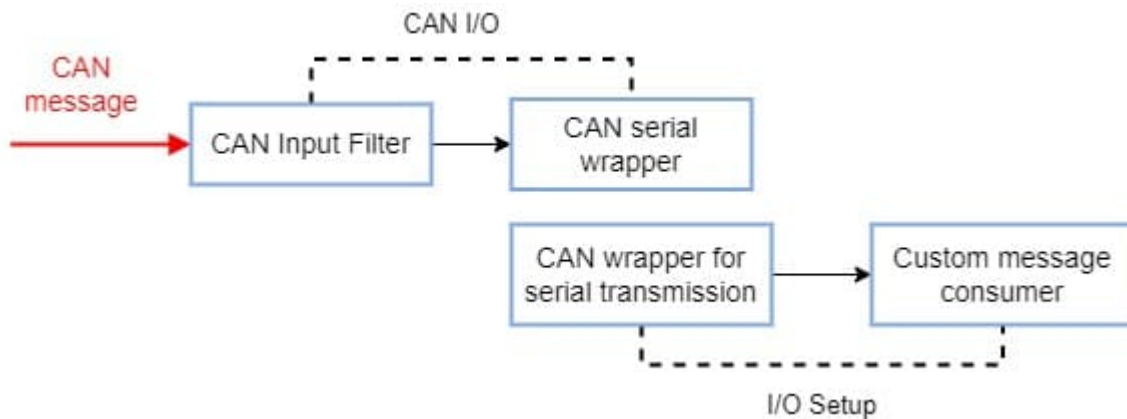 CAN I/O
CAN
message
CAN Input Filter
CAN serial
wrapper
CAN wrapper for
serial transmission
Custom message
consumer
I/O Setup